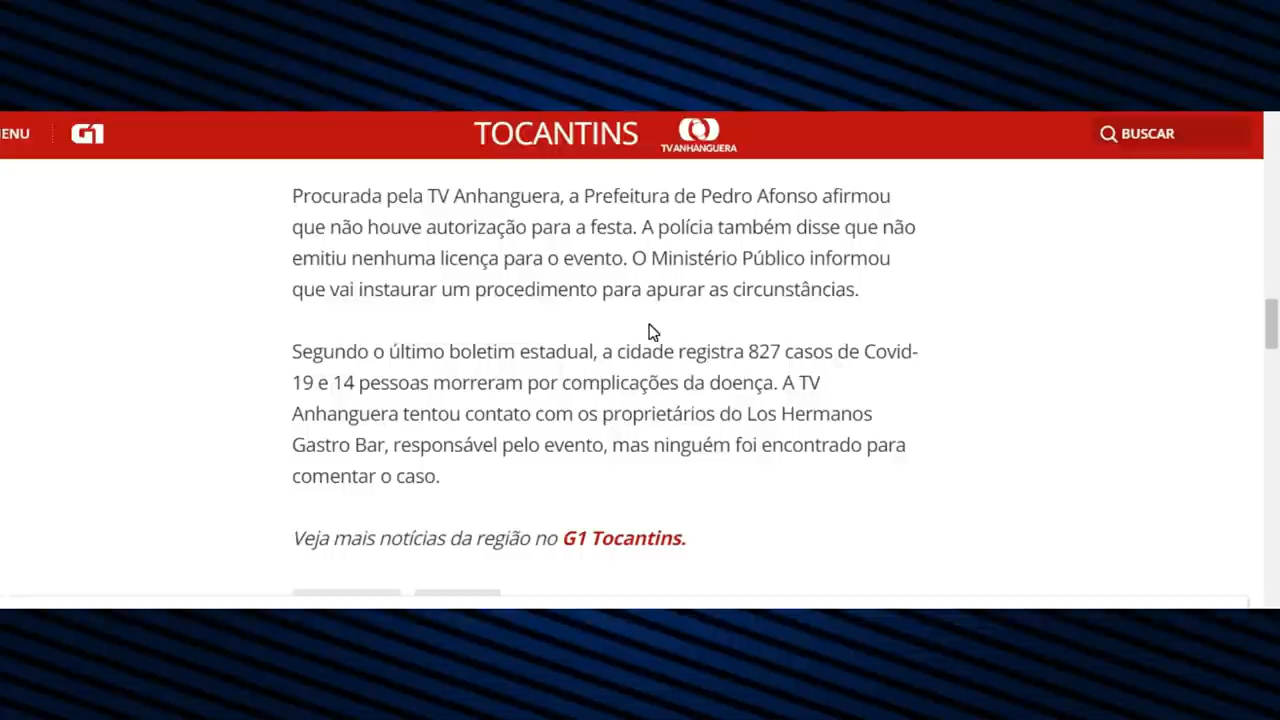 ENU
G1
TOCANTINS
TV ANHANGUERA
BUSCAR
Procurada pela TV Anhanguera, a Prefeitura de Pedro Afonso afirmou
que não houve autorização para a festa. A polícia também disse que não
emitiu nenhuma licença para o evento. O Ministério Público informou
que vai instaurar um procedimento para apurar as circunstâncias.
Segundo o último boletim estadual, a cidade registra 827 casos de Covid-
19 e 14 pessoas morreram por complicações da doença. A TV
Anhanguera tentou contato com os proprietários do Los Hermanos
Gastro Bar, responsável pelo evento, mas ninguém foi encontrado para
comentar o caso.
Veja mais notícias da região no G1 Tocantins.